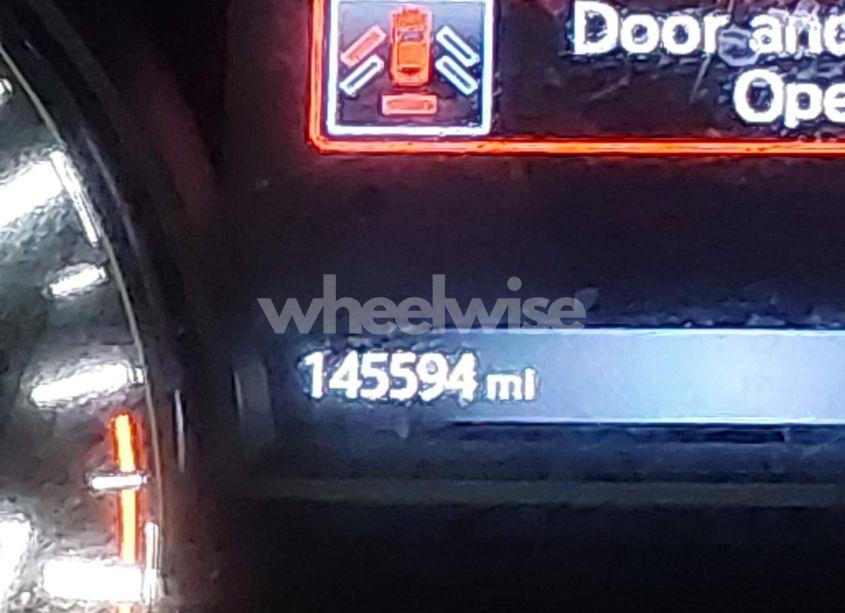 Door and
Ope
wheelwise
145594 mi